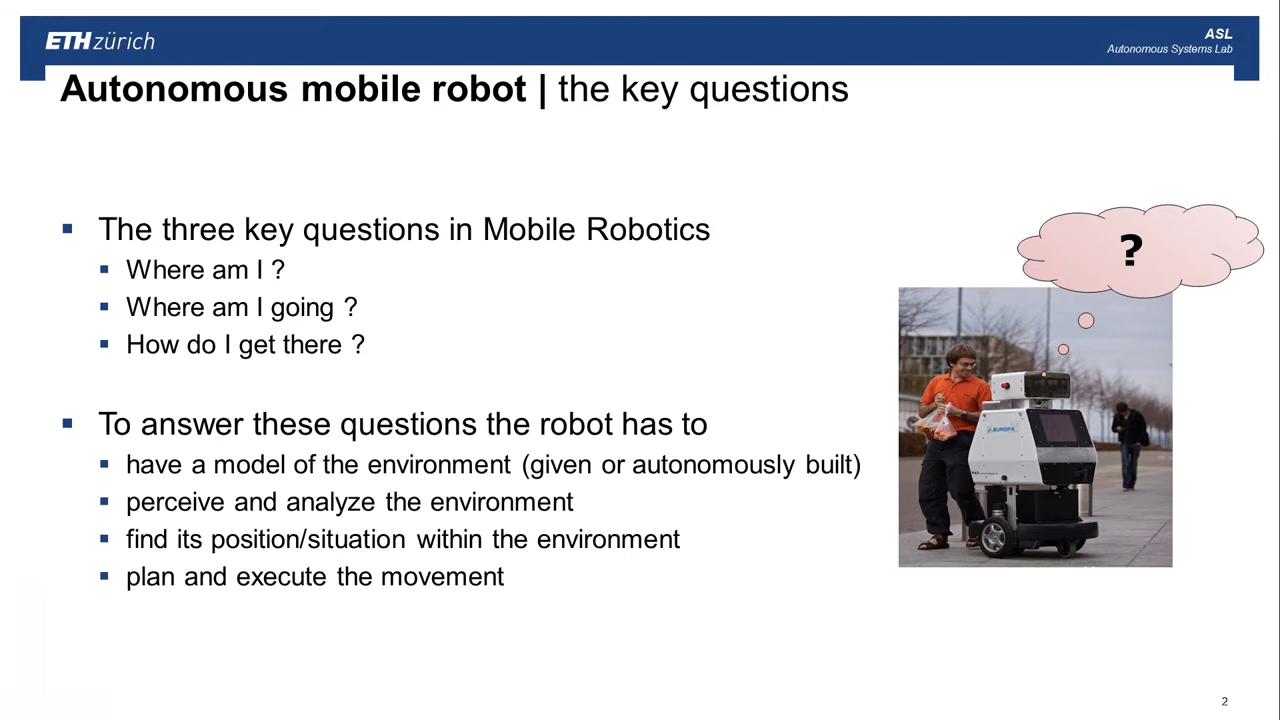 ETH zürich
ASL
Autonomous Systems Lab
Autonomous mobile robot | the key questions
The three key questions in Mobile Robotics
Where am I ?
Where am I going ?
How do I get there ?
To answer these questions the robot has to
have a model of the environment (given or autonomously built)
perceive and analyze the environment
find its position/situation within the environment
plan and execute the movement
?
EUROPA
2